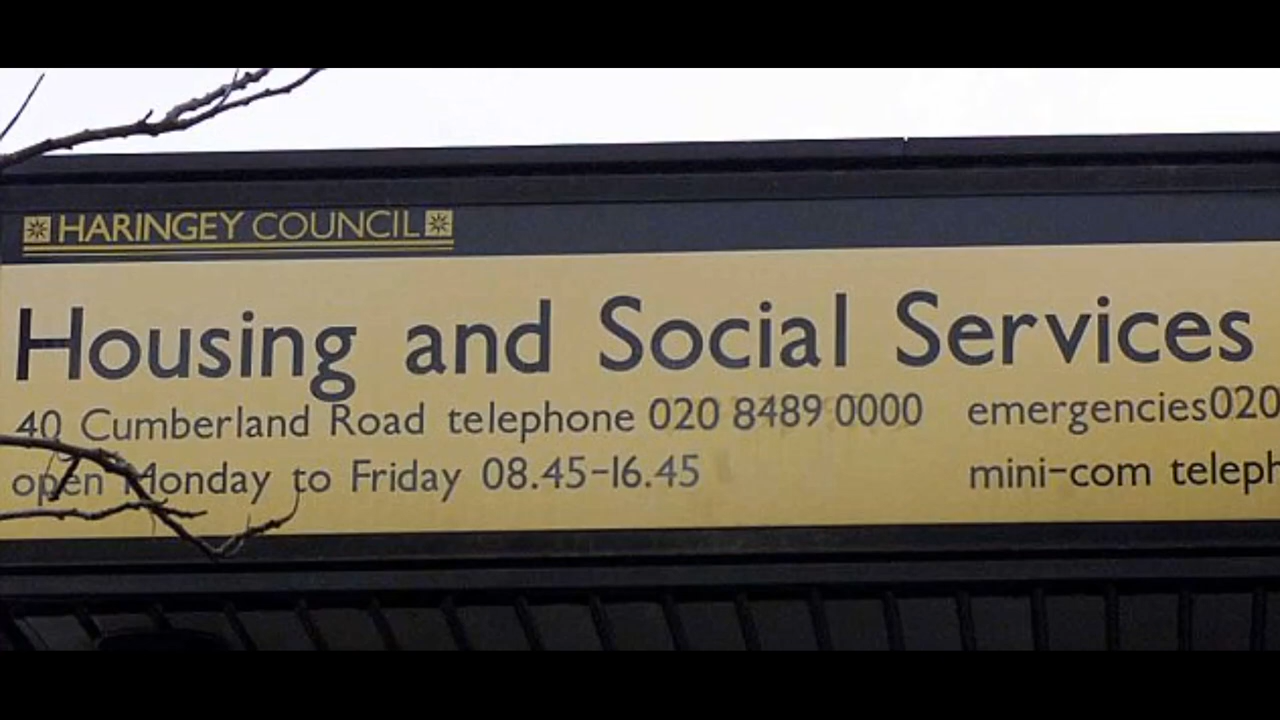 HARINGEY COUNCIL
Housing and Social Services
40 Cumberland Road telephone 020 8489 0000 emergencies 020
open Monday to Friday 08.45-16.45 mini-com